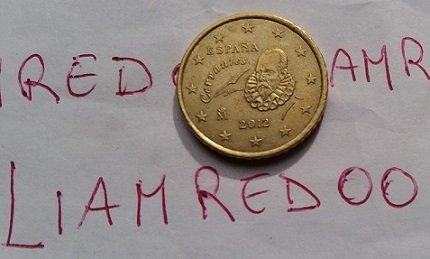 RED AMR
ESPAÑA
Cervantes
M 2012
LIAMREDOO